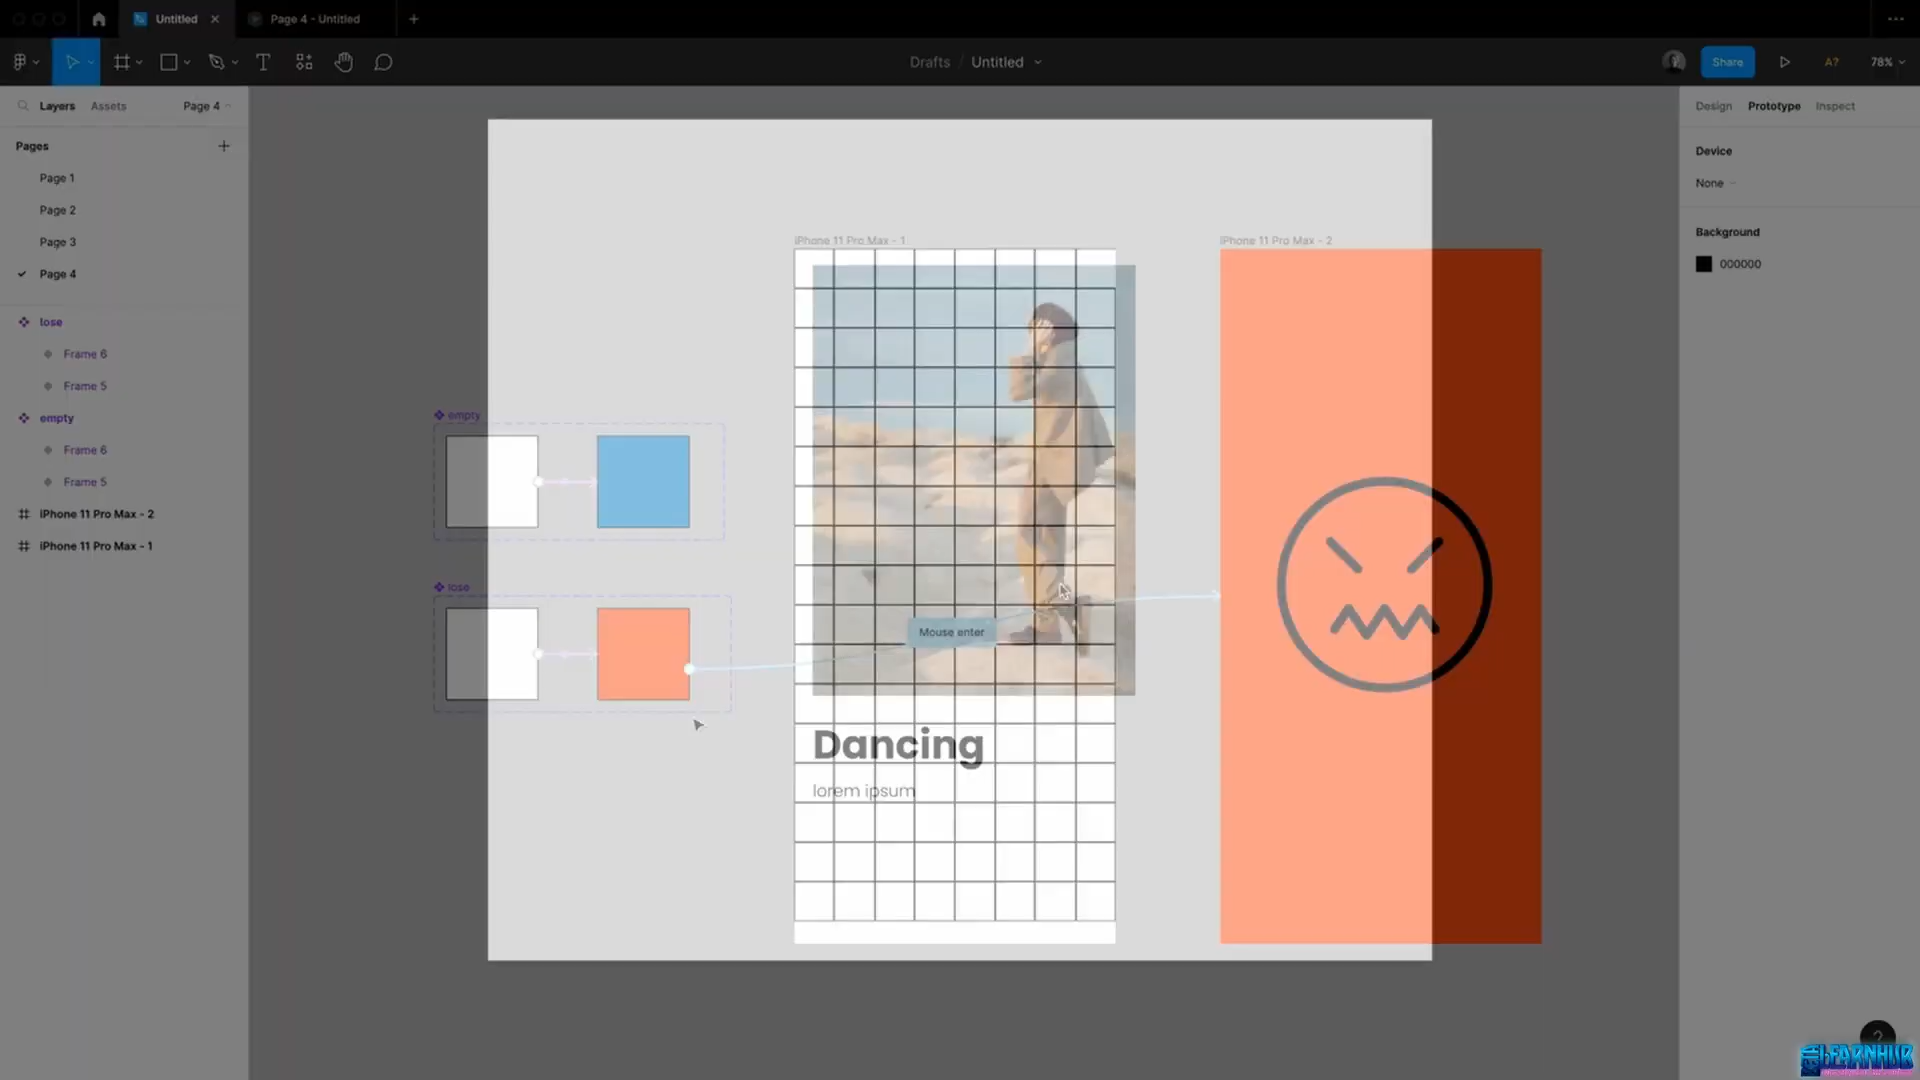 Untitled
Page 4 - Untitled
Drafts / Untitled
Share
A?
78%
Layers
Assets
Page 4
Pages
Page 1
Page 2
Page 3
Page 4
lose
Frame 6
Frame 5
empty
Frame 6
Frame 5
iPhone 11 Pro Max - 2
iPhone 11 Pro Max - 1
empty
lose
iPhone 11 Pro Max - 1
Mouse enter
Dancing
lorem ipsum
iPhone 11 Pro Max - 2
Design
Prototype
Inspect
Device
None
Background
000000
?
LEARNHUB